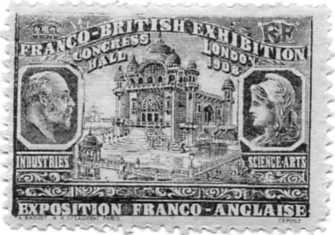 RF
FRANCO-BRITISH EXHIBITION
CONGRESS HALL
LONDON 1908
INDUSTRIES
SCIENCE-ARTS
EXPOSITION FRANCO-ANGLAISE